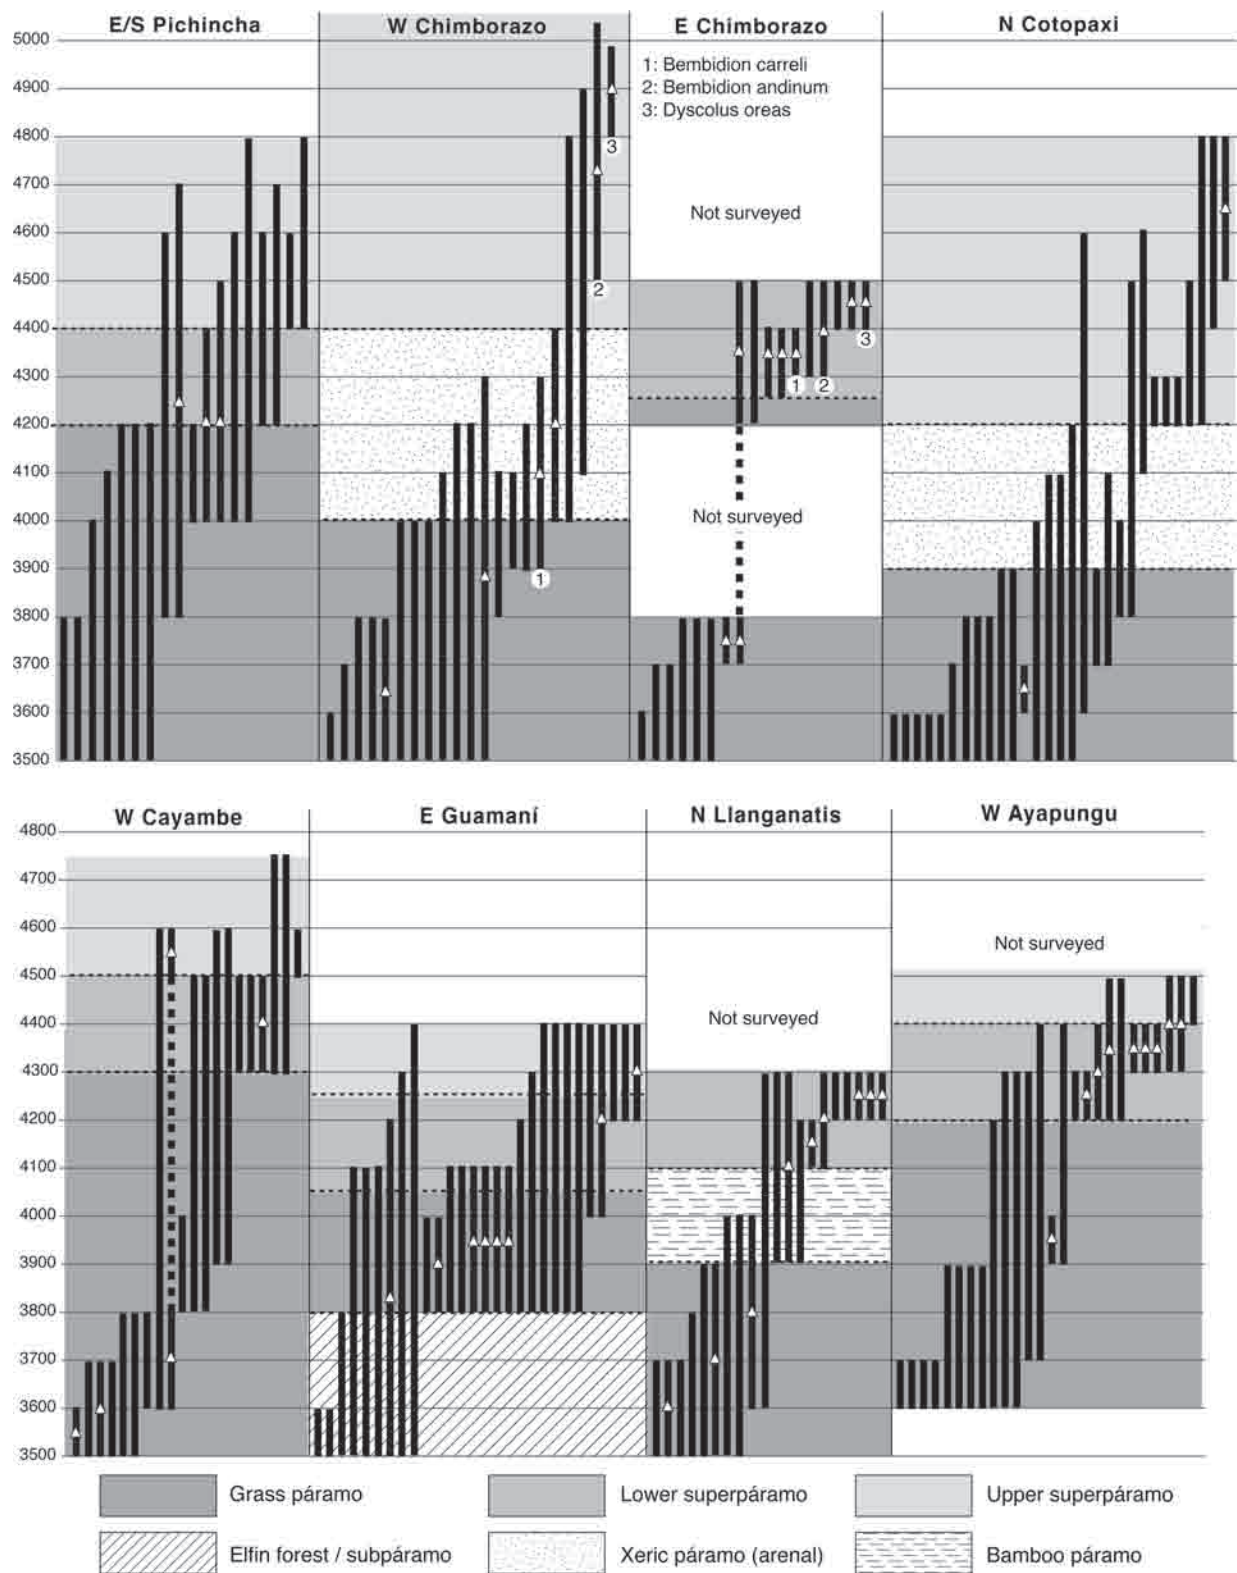 E/S Pichincha
W Chimborazo
E Chimborazo
N Cotopaxi
5000
4900
4800
4700
4600
4500
4400
4300
4200
4100
4000
3900
3800
3700
3600
3500
1: Bembidion carreli
2: Bembidion andinum
3: Dyscolus oreas
Not surveyed
Not surveyed
3
2
1
1
2
3
W Cayambe
E Guamaní
N Llanganatis
W Ayapungu
4800
4700
4600
4500
4400
4300
4200
4100
4000
3900
3800
3700
3600
3500
Not surveyed
Not surveyed
Grass páramo
Lower superpáramo
Upper superpáramo
Elfin forest / subpáramo
Xeric páramo (arenal)
Bamboo páramo